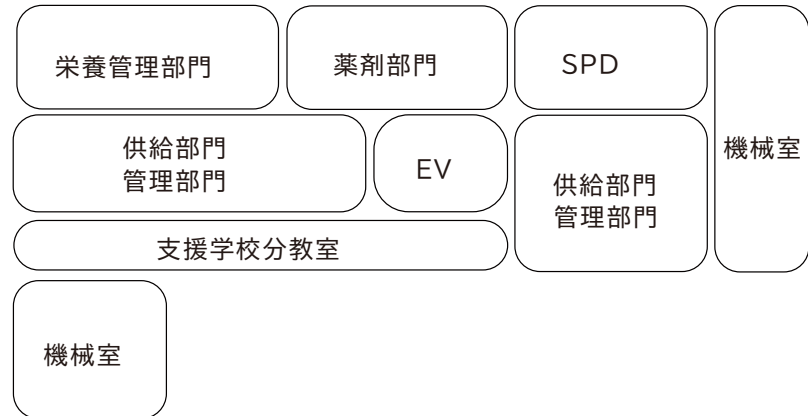 栄養管理部門
薬剤部門
SPD
機械室
供給部門
管理部門
EV
供給部門
管理部門
支援学校分教室
機械室